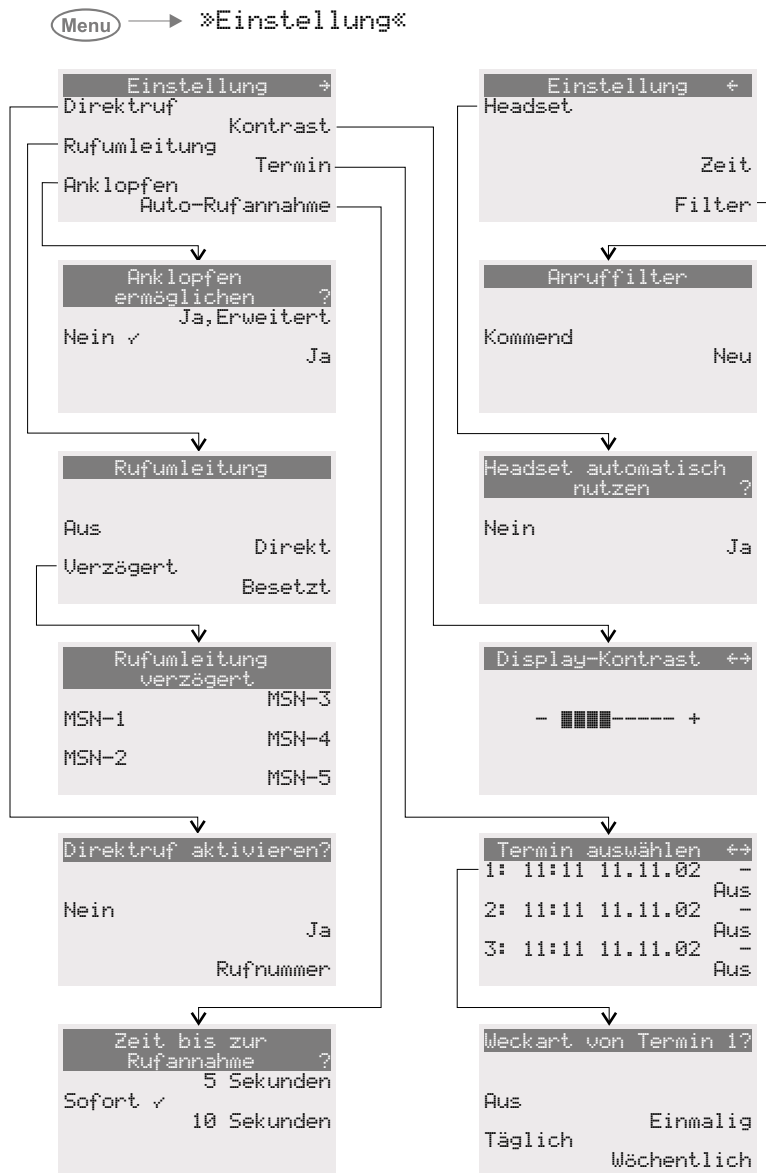 Menu »Einstellung«
Einstellung →
Direktruf
Kontrast
Rufumleitung
Termin
Anklopfen
Auto-Rufannahme
Anklopfen
ermöglichen ?
Ja,Erweitert
Nein ✓
Ja
Rufumleitung
Aus
Direkt
Verzögert
Besetzt
Rufumleitung
verzögert
MSN-3
MSN-1
MSN-4
MSN-2
MSN-5
Direktruf aktivieren?
Nein
Ja
Rufnummer
Zeit bis zur
Rufannahme ?
5 Sekunden
Sofort ✓
10 Sekunden
Einstellung ←
Headset
Zeit
Filter
Anruffilter
Kommend
Neu
Headset automatisch
nutzen ?
Nein
Ja
Display-Kontrast ←→
- ▮▮▮▮----- +
Termin auswählen ←→
1: 11:11 11.11.02 -
Aus
2: 11:11 11.11.02 -
Aus
3: 11:11 11.11.02 -
Aus
Weckart von Termin 1?
Aus
Einmalig
Täglich
Wöchentlich